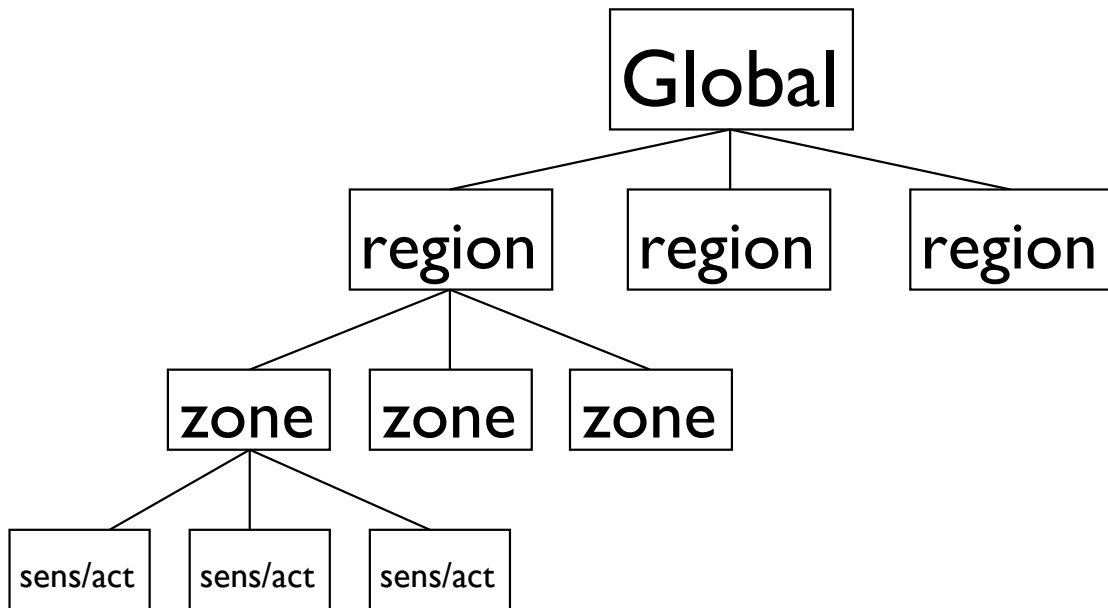 Global
region
region
region
zone
zone
zone
sens/act
sens/act
sens/act